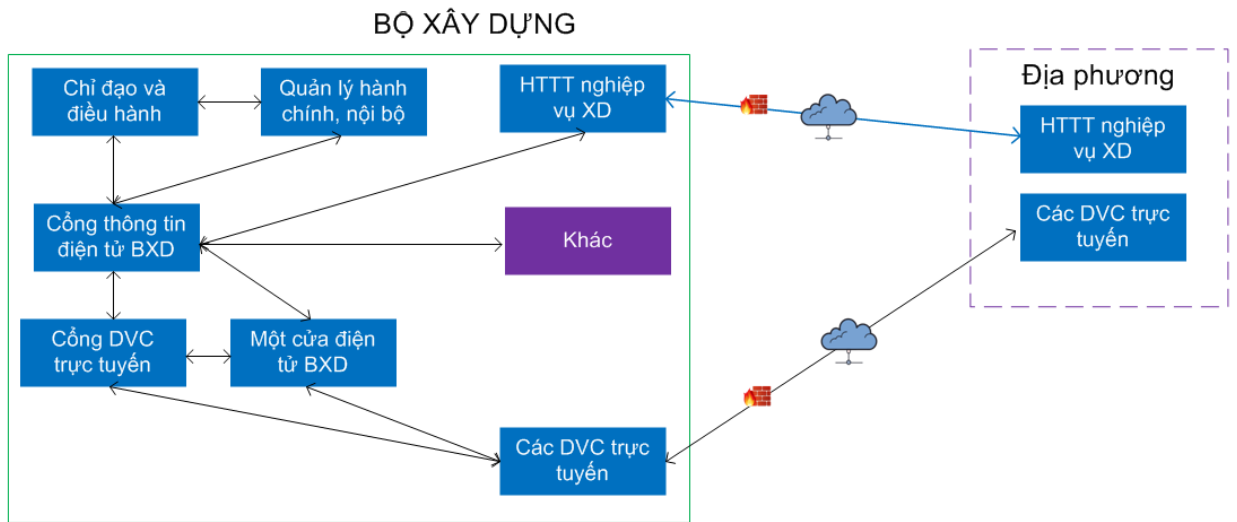 BỘ XÂY DỰNG
Chỉ đạo và
điều hành
Quản lý hành
chính, nội bộ
HTTT nghiệp
vụ XD
Địa phương
HTTT nghiệp
vụ XD
Cổng thông tin
điện tử BXD
Khác
Các DVC trực
tuyến
Cổng DVC
trực tuyến
Một cửa điện
tử BXD
Các DVC trực
tuyến